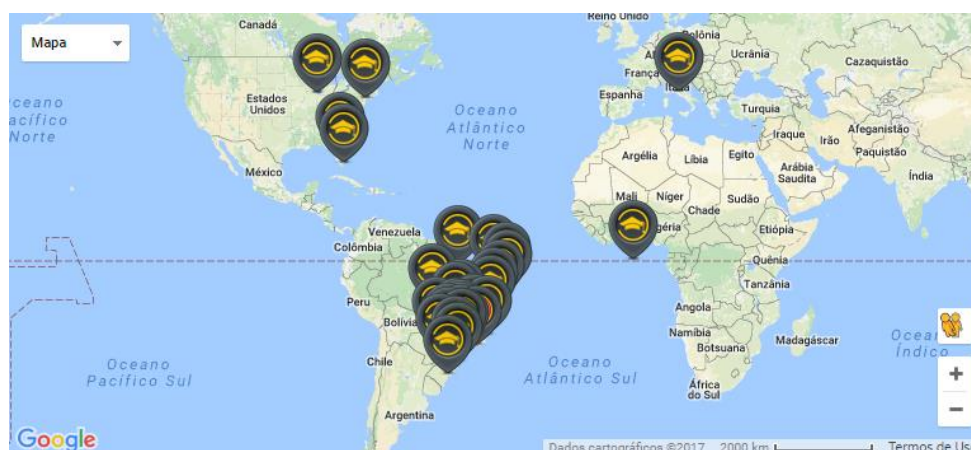 Mapa
Canadá
Reino Unido
Polônia
Ucrânia
França
Itália
Cazaquistão
Espanha
Turquia
Estados
Unidos
Oceano
Pacífico
Norte
Oceano
Atlântico
Norte
Iraque
Irão
Afeganistão
Paquistão
Argélia
Líbia
Egito
Arábia
Saudita
Índia
México
Mali
Níger
Chade
Sudão
Etiópia
Venezuela
Colômbia
Quênia
Tanzânia
Peru
Bolívia
Angola
Namíbia
Botsuana
Madagáscar
Chile
Oceano
Pacífico Sul
Oceano
Atlântico Sul
Índico
África
do Sul
Argentina
Google
Dados cartográficos ©2017
2000 km
Termos de Us